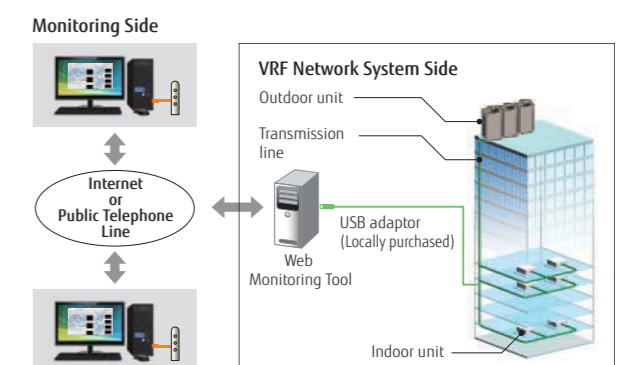 Monitoring Side
Internet
or
Public Telephone
Line
VRF Network System Side
Outdoor unit
Transmission
line
USB adaptor
(Locally purchased)
Web
Monitoring Tool
Indoor unit